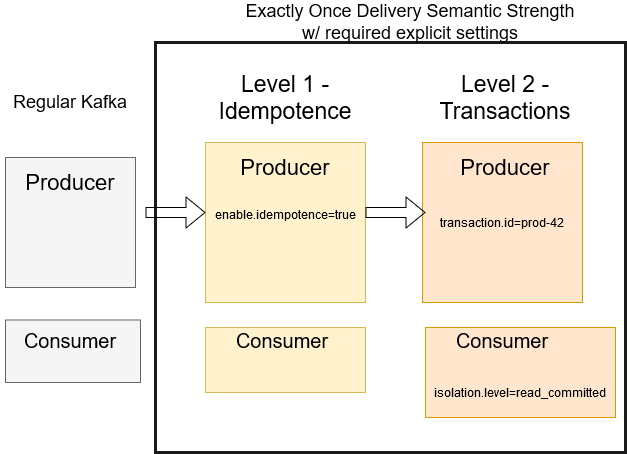 Exactly Once Delivery Semantic Strength
w/ required explicit settings
Regular Kafka
Level 1 -
Idempotence
Level 2 -
Transactions
Producer
Producer
enable.idempotence=true
Producer
transaction.id=prod-42
Consumer
Consumer
Consumer
isolation.level=read_committed